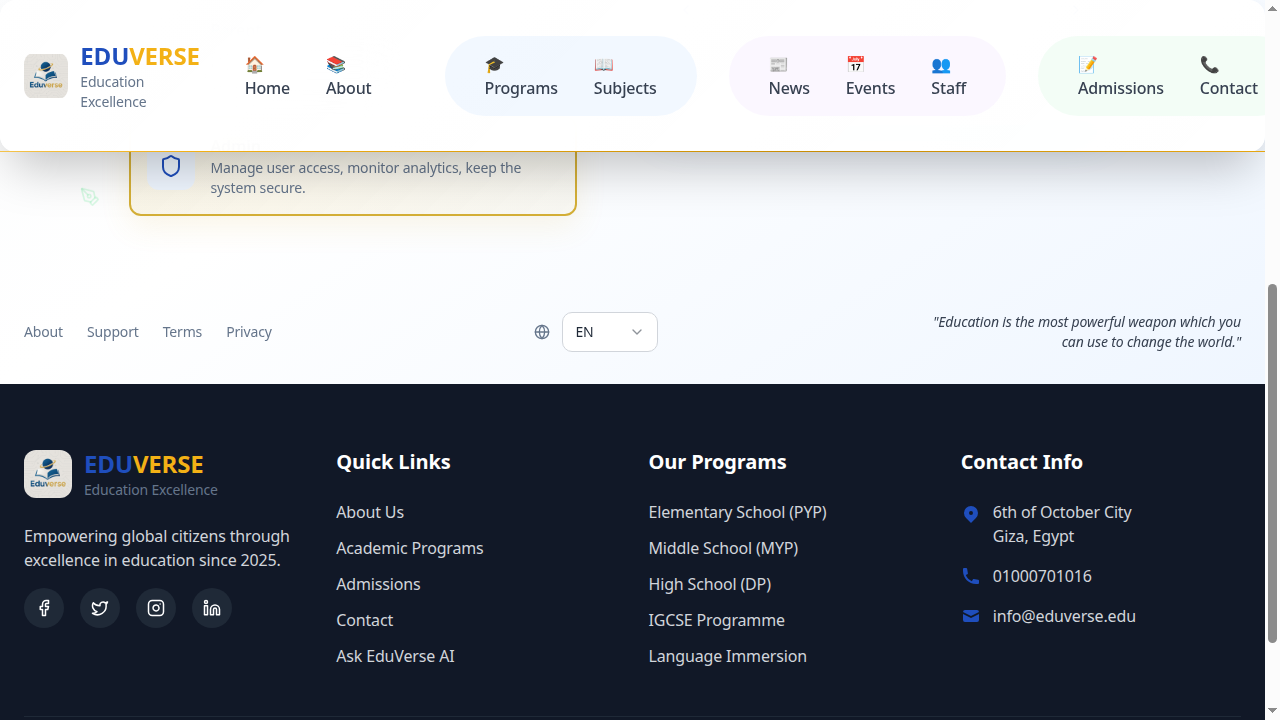 EDUVERSE
Education
Excellence
Home
About
Programs
Subjects
News
Events
Staff
Admissions
Contact
Manage user access, monitor analytics, keep the
system secure.
About
Support
Terms
Privacy
EN
"Education is the most powerful weapon which you
can use to change the world."
Eduverse
EDUVERSE
Education Excellence
Empowering global citizens through
excellence in education since 2025.
Quick Links
About Us
Academic Programs
Admissions
Contact
Ask EduVerse AI
Our Programs
Elementary School (PYP)
Middle School (MYP)
High School (DP)
IGCSE Programme
Language Immersion
Contact Info
6th of October City
Giza, Egypt
01000701016
info@eduverse.edu